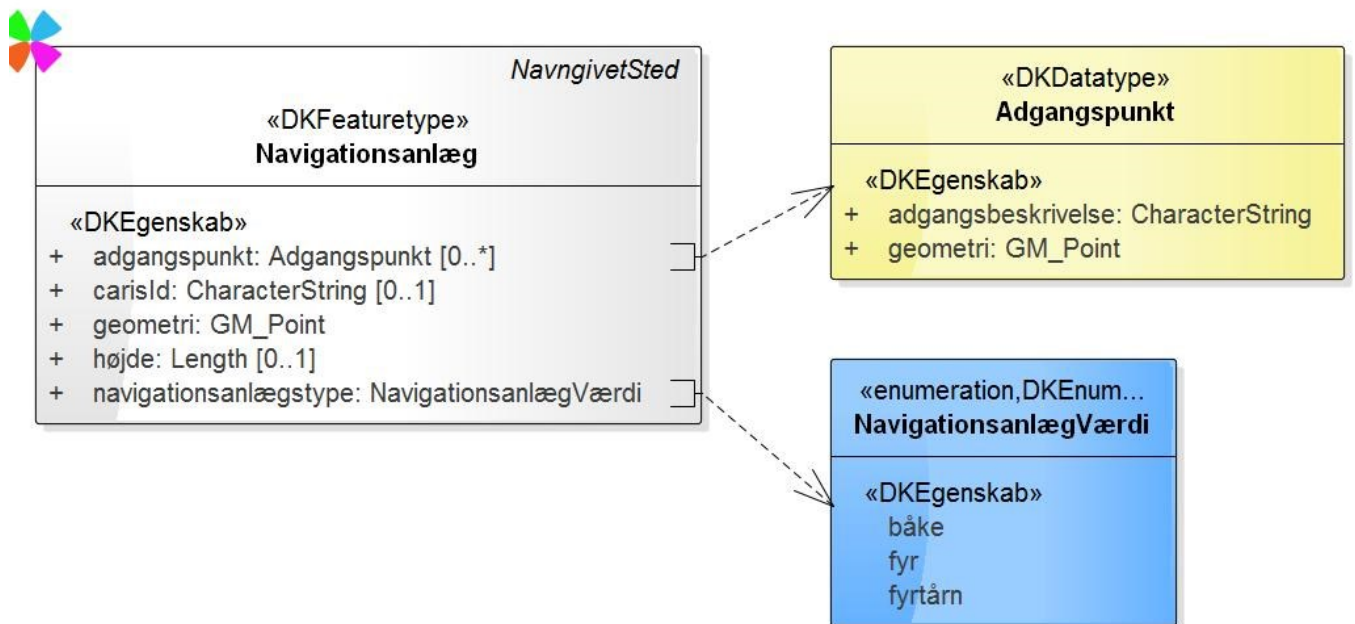 NavngivetSted
«DKFeaturetype»
Navigationsanlæg
«DKEgenskab»
+ adgangspunkt: Adgangspunkt [0..*]
+ carisId: CharacterString [0..1]
+ geometri: GM_Point
+ højde: Length [0..1]
+ navigationsanlægstype: NavigationsanlægVærdi
«DKDatatype»
Adgangspunkt
«DKEgenskab»
+ adgangsbeskrivelse: CharacterString
+ geometri: GM_Point
«enumeration,DKEnum...
NavigationsanlægVærdi
«DKEgenskab»
båke
fyr
fyrtårn